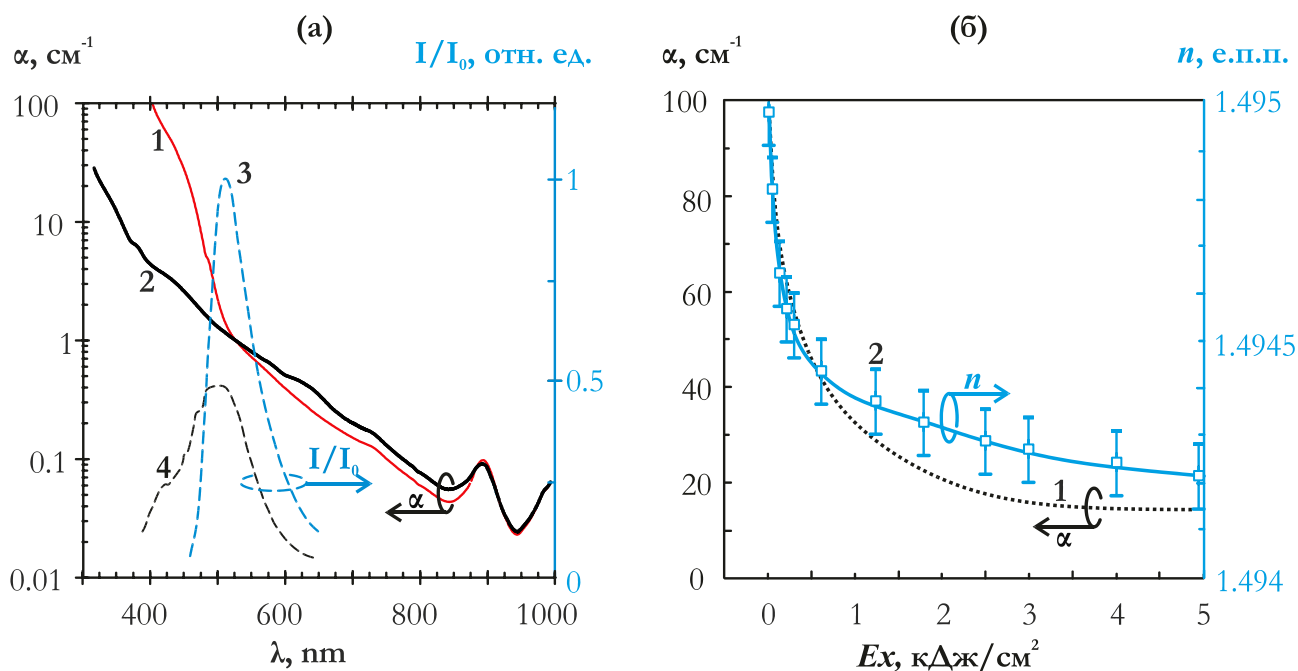 (а)
α, см⁻¹
I/I₀, отн. ед.
100
10
1
0.1
0.01
1
0.5
0
1
2
3
4
I/I₀
α
400
500
600
800
1000
λ, nm
(б)
α, см⁻¹
n, е.п.п.
100
80
60
40
20
0
1.495
1.4945
1.494
2
n
1
α
0
1
2
3
4
5
Ex, кДж/см²